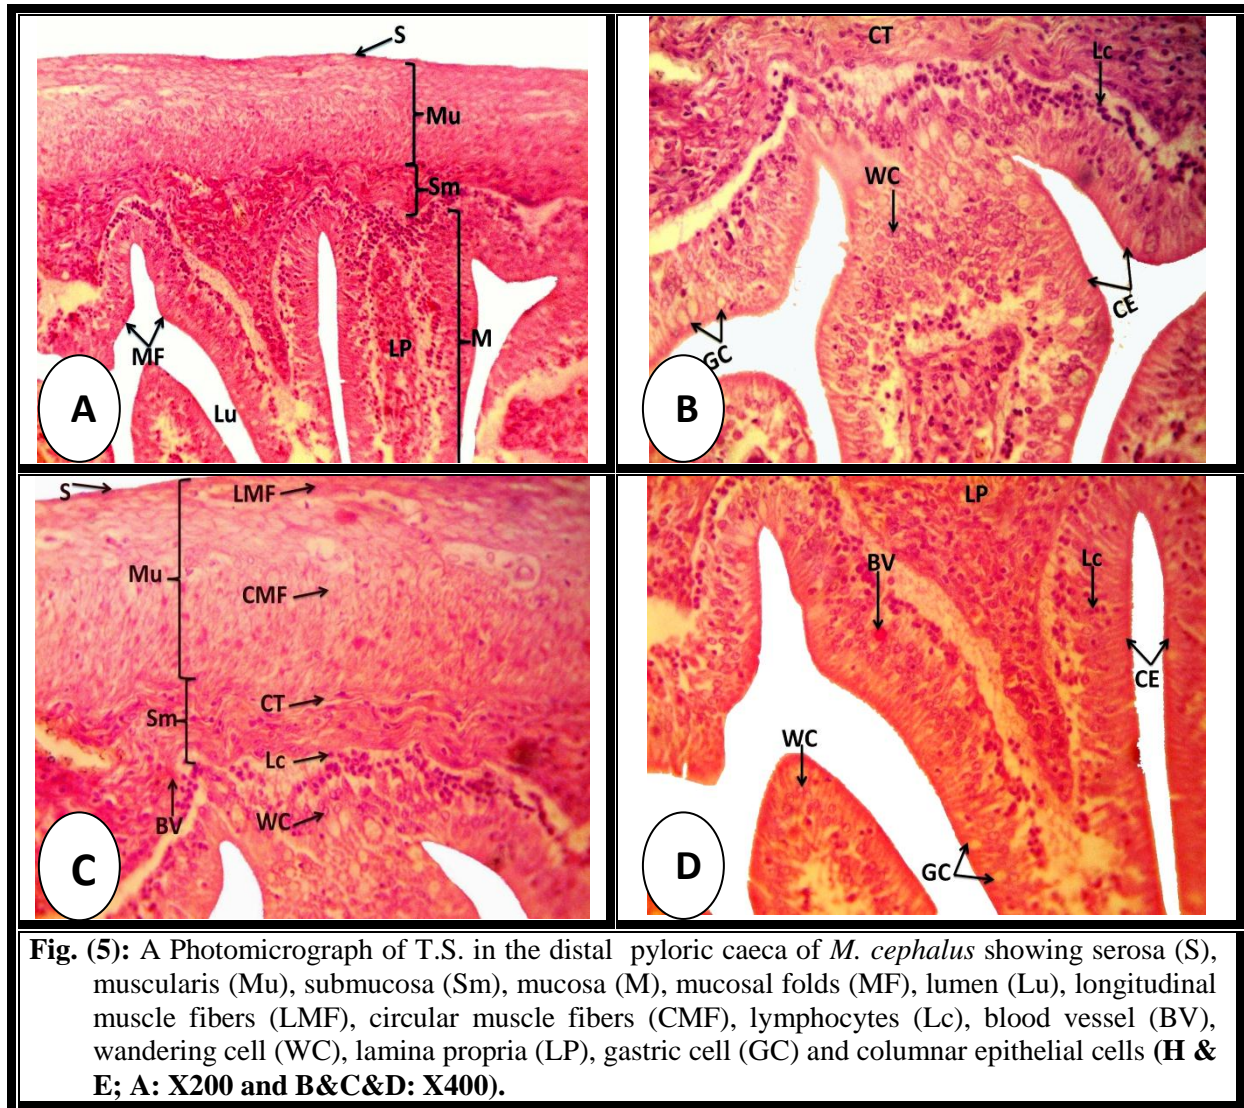 S
Mu
Sm
M
LP
MF
Lu
A
CT
Lc
WC
CE
GC
B
S
LMF
Mu
CMF
CT
Sm
Lc
BV
WC
C
LP
BV
Lc
CE
WC
GC
D
Fig. (5): A Photomicrograph of T.S. in the distal pyloric caeca of M. cephalus showing serosa (S),
muscularis (Mu), submucosa (Sm), mucosa (M), mucosal folds (MF), lumen (Lu), longitudinal
muscle fibers (LMF), circular muscle fibers (CMF), lymphocytes (Lc), blood vessel (BV),
wandering cell (WC), lamina propria (LP), gastric cell (GC) and columnar epithelial cells (H &
E; A: X200 and B&C&D: X400).